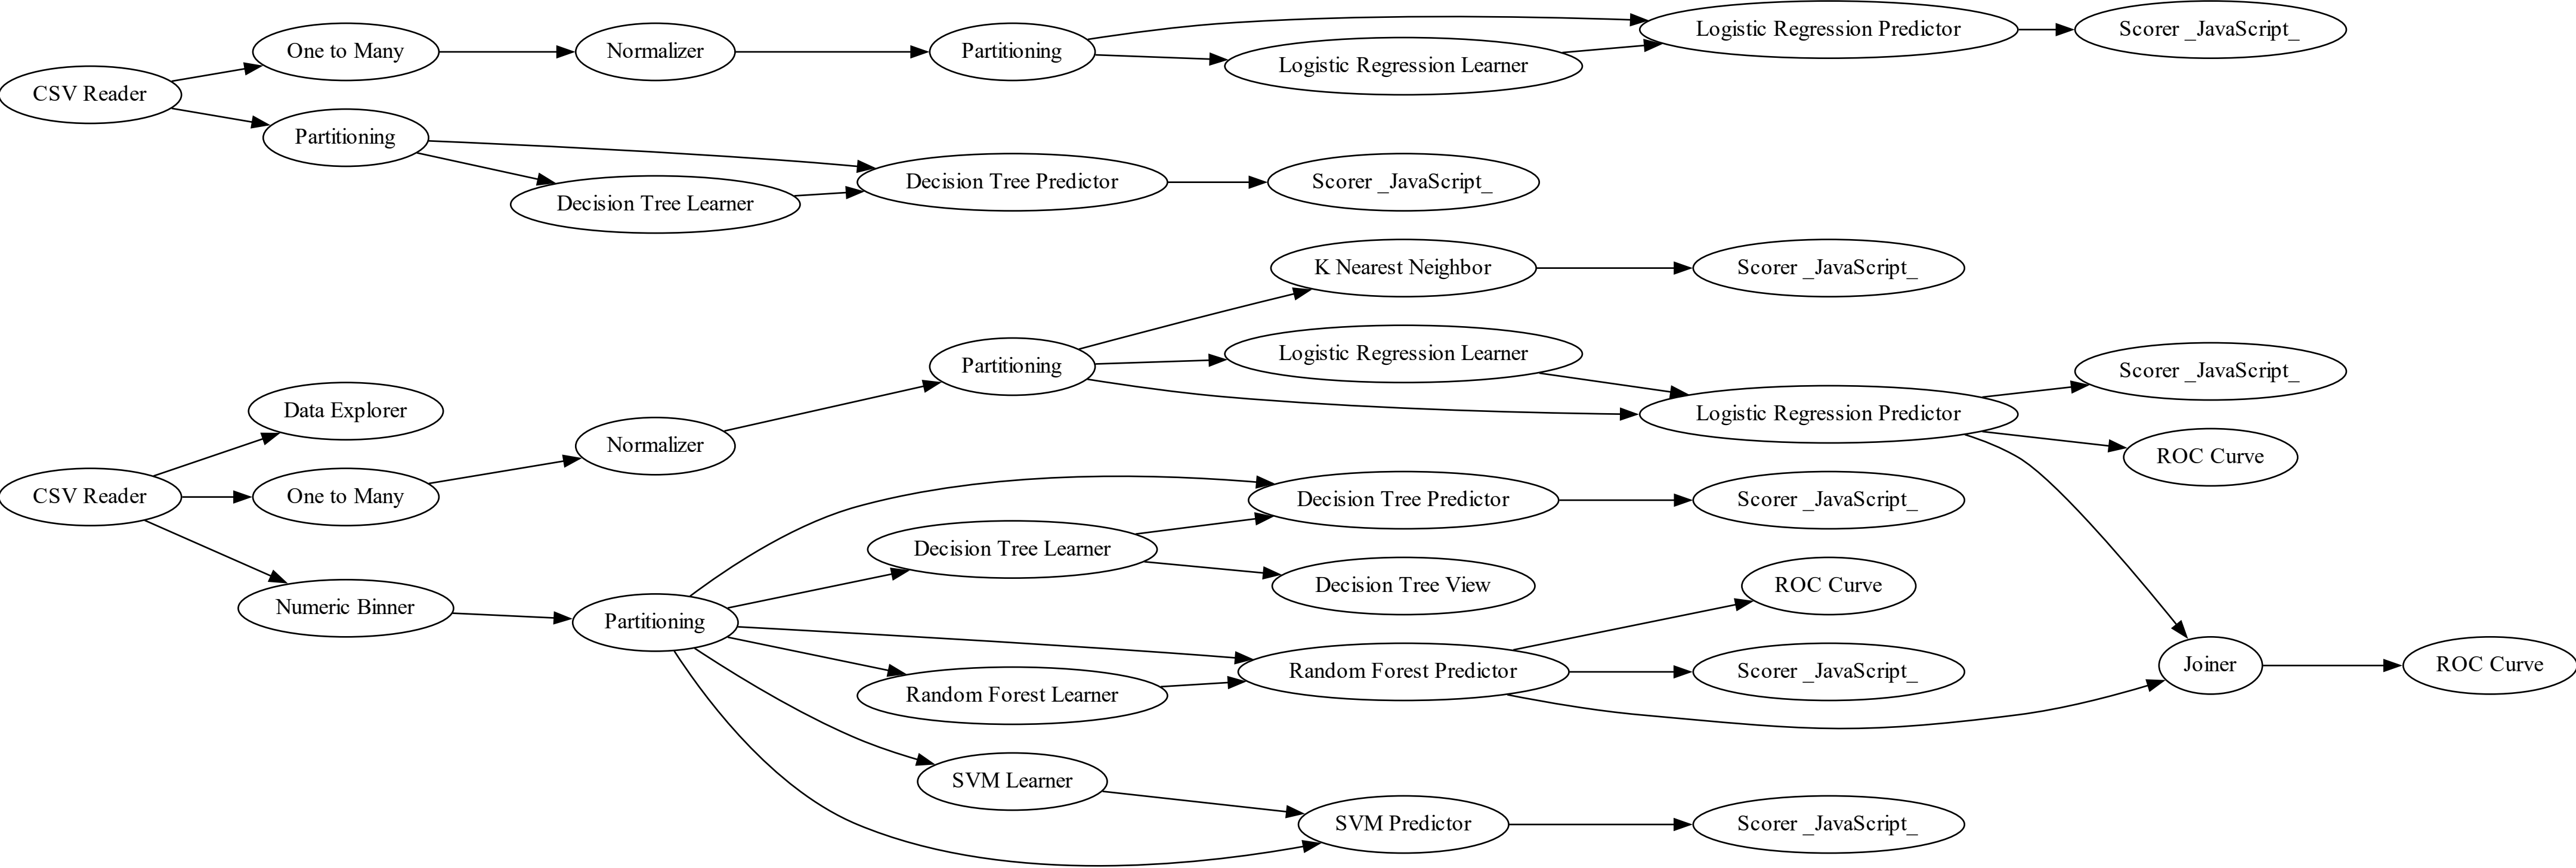 CSV Reader
One to Many
Normalizer
Partitioning
Logistic Regression Learner
Logistic Regression Predictor
Scorer _JavaScript_
Partitioning
Decision Tree Learner
Decision Tree Predictor
Scorer _JavaScript_
CSV Reader
Data Explorer
One to Many
Normalizer
Partitioning
K Nearest Neighbor
Scorer _JavaScript_
Logistic Regression Learner
Logistic Regression Predictor
Scorer _JavaScript_
ROC Curve
Numeric Binner
Partitioning
Decision Tree Learner
Decision Tree Predictor
Scorer _JavaScript_
Decision Tree View
Random Forest Learner
Random Forest Predictor
ROC Curve
Scorer _JavaScript_
Joiner
ROC Curve
SVM Learner
SVM Predictor
Scorer _JavaScript_